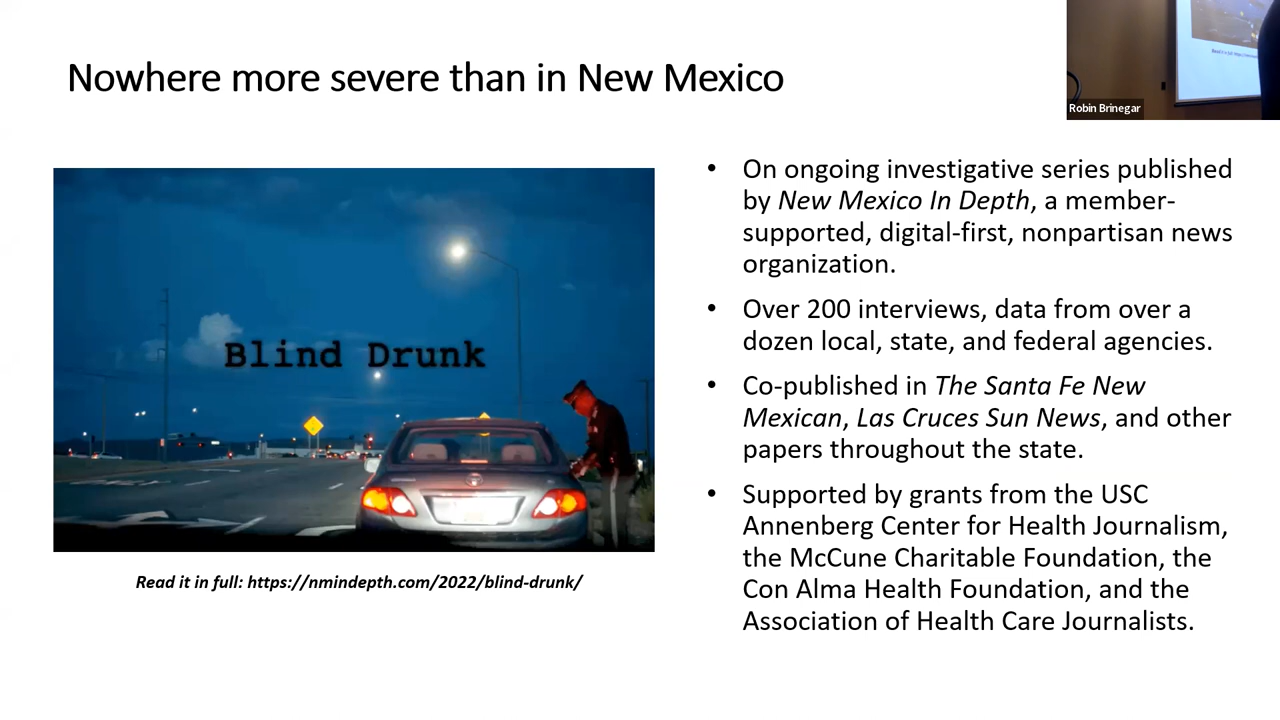 Nowhere more severe than in New Mexico
Robin Brinegar
Blind Drunk
Read it in full: https://nmindepth.com/2022/blind-drunk/
• On ongoing investigative series published
by New Mexico In Depth, a member-
supported, digital-first, nonpartisan news
organization.
• Over 200 interviews, data from over a
dozen local, state, and federal agencies.
• Co-published in The Santa Fe New
Mexican, Las Cruces Sun News, and other
papers throughout the state.
• Supported by grants from the USC
Annenberg Center for Health Journalism,
the McCune Charitable Foundation, the
Con Alma Health Foundation, and the
Association of Health Care Journalists.